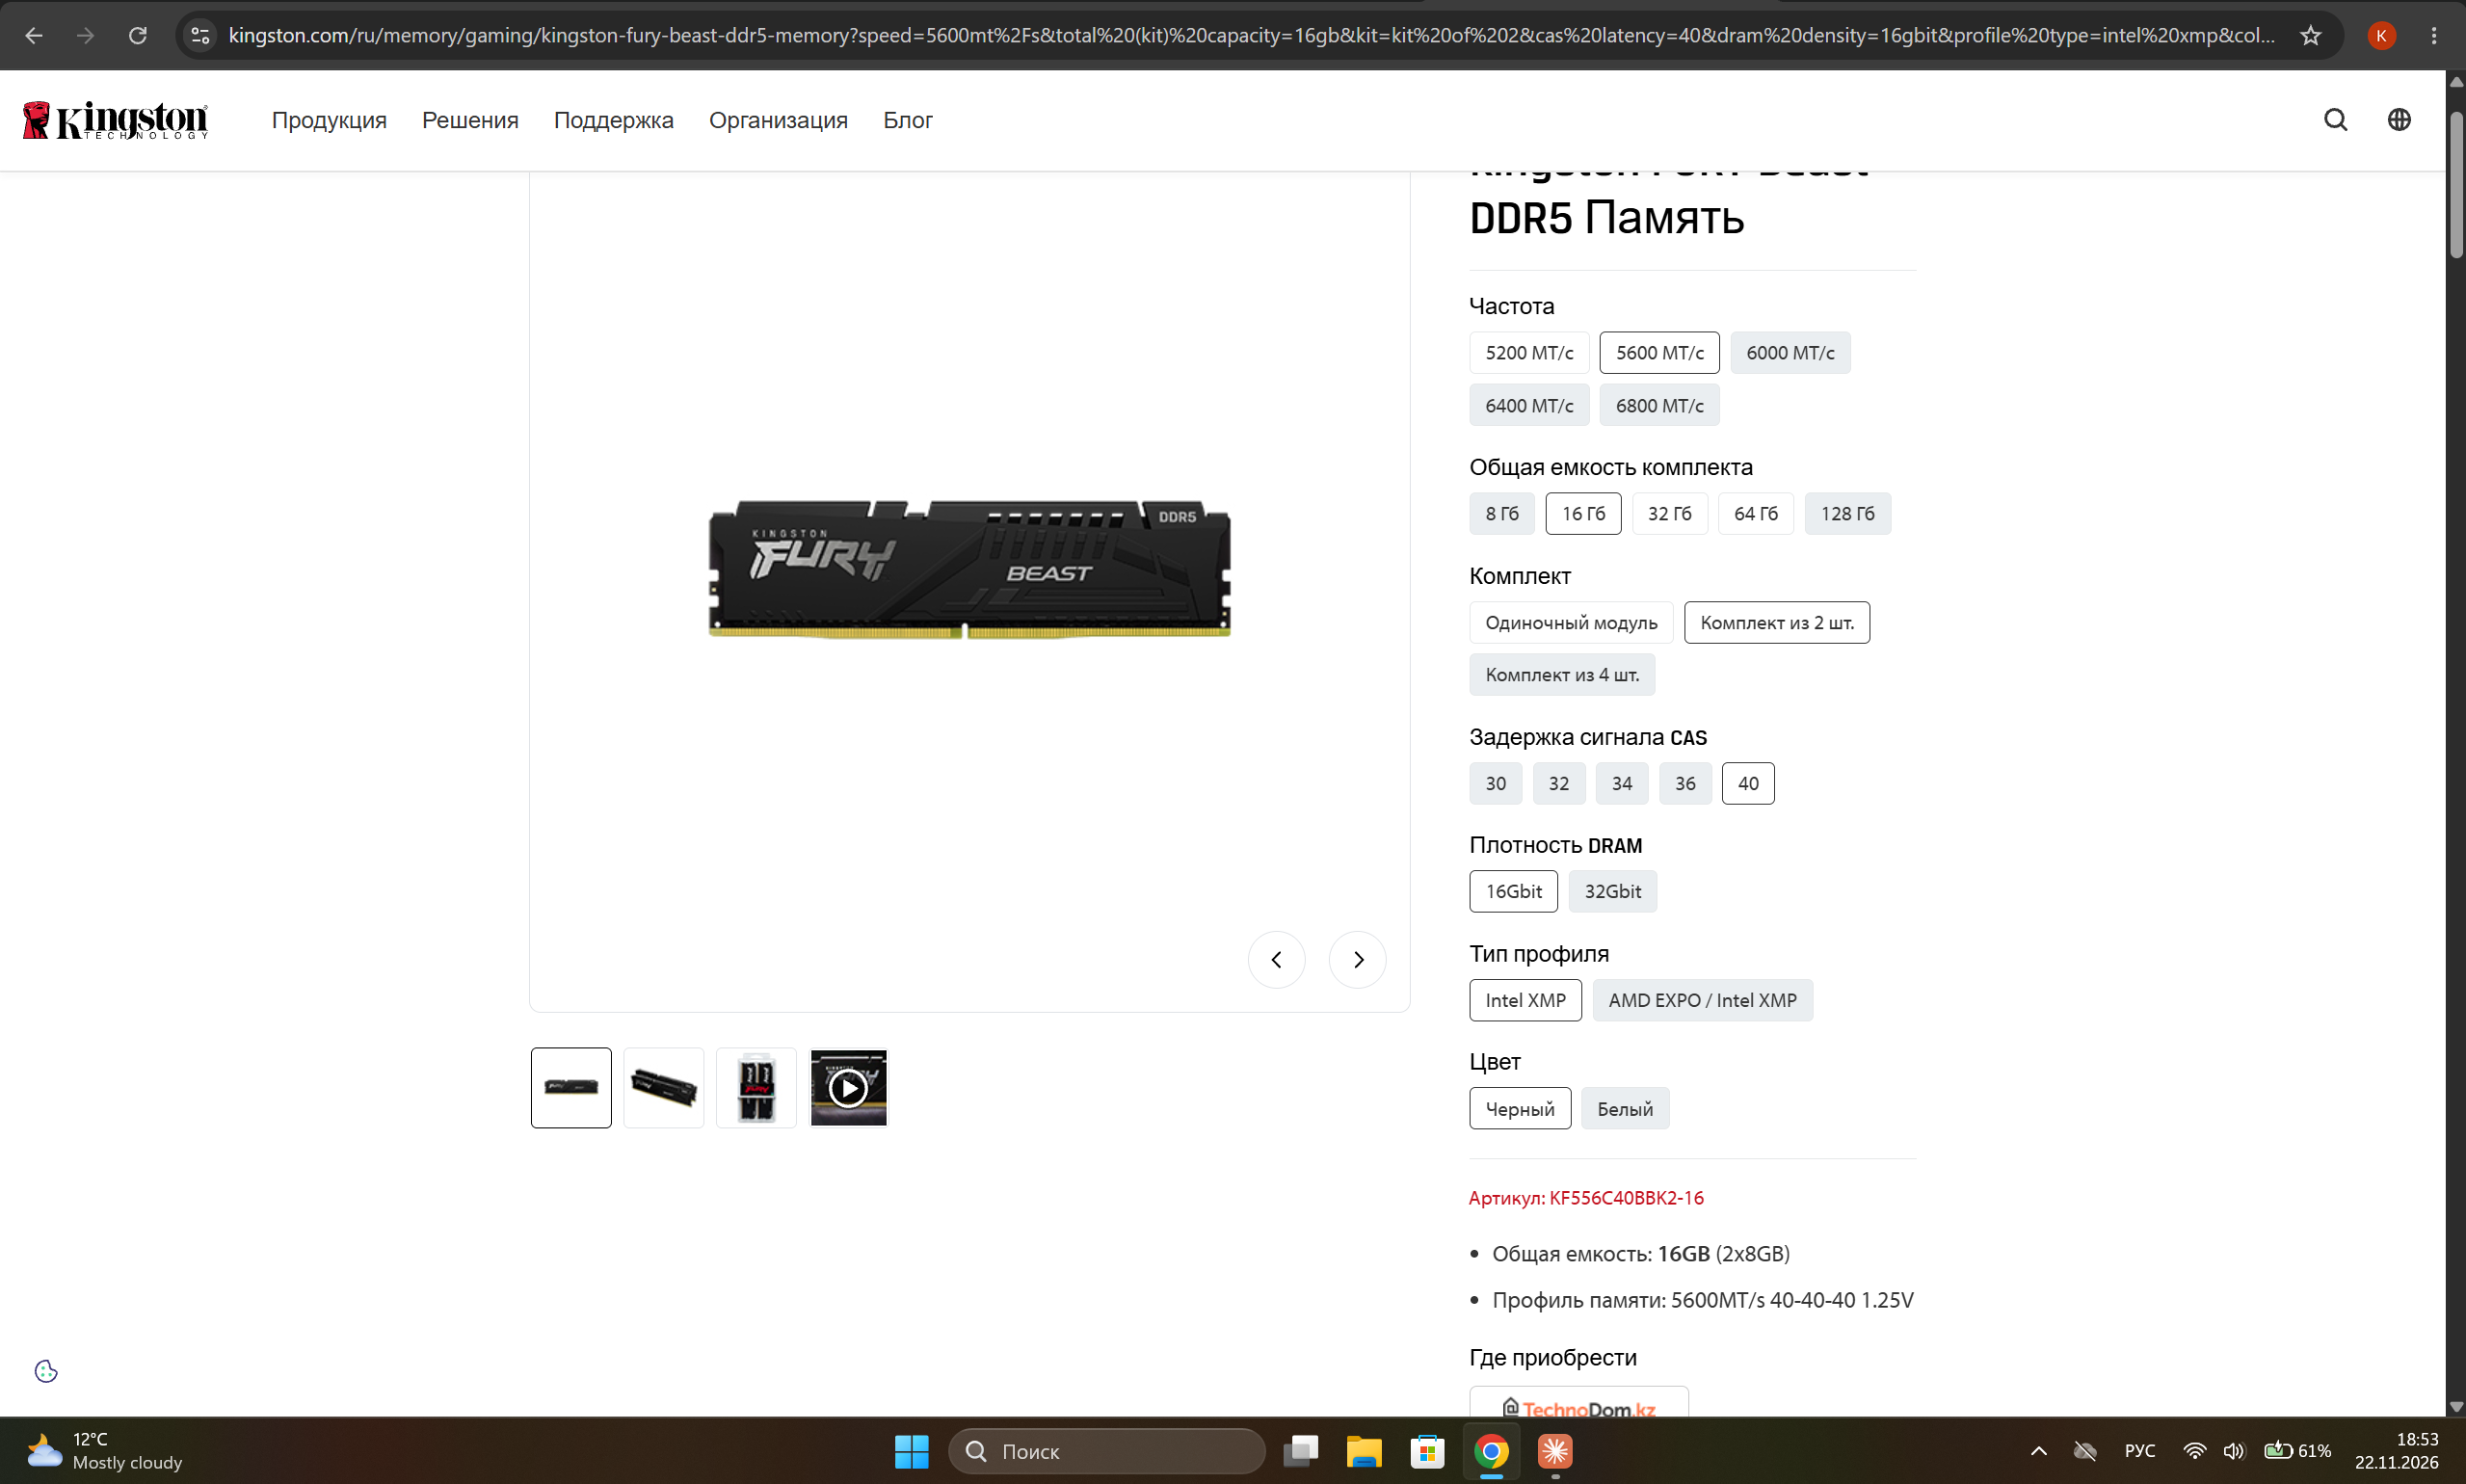 kingston.com/ru/memory/gaming/kingston-fury-beast-ddr5-memory?speed=5600mt%2Fs&total%20(kit)%20capacity=16gb&kit=kit%20of%202&cas%20latency=40&dram%20density=16gbit&profile%20type=intel%20xmp&col...
K
Kingston
TECHNOLOGY
Продукция Решения Поддержка Организация Блог
Kingston FURY Beast
DDR5 Память
Частота
5200 МТ/с 5600 МТ/с 6000 МТ/с
6400 МТ/с 6800 МТ/с
Общая емкость комплекта
8 Гб 16 Гб 32 Гб 64 Гб 128 Гб
Комплект
Одиночный модуль Комплект из 2 шт.
Комплект из 4 шт.
Задержка сигнала CAS
30 32 34 36 40
Плотность DRAM
16Gbit 32Gbit
Тип профиля
Intel XMP AMD EXPO / Intel XMP
Цвет
Черный Белый
Артикул: KF556C40BBK2-16
Общая емкость: 16GB (2x8GB)
Профиль памяти: 5600MT/s 40-40-40 1.25V
Где приобрести
TechnoDom.kz
DDR5
KINGSTON
FURY
BEAST
FURY
12°C
Mostly cloudy
Поиск
РУС
61%
18:53
22.11.2026